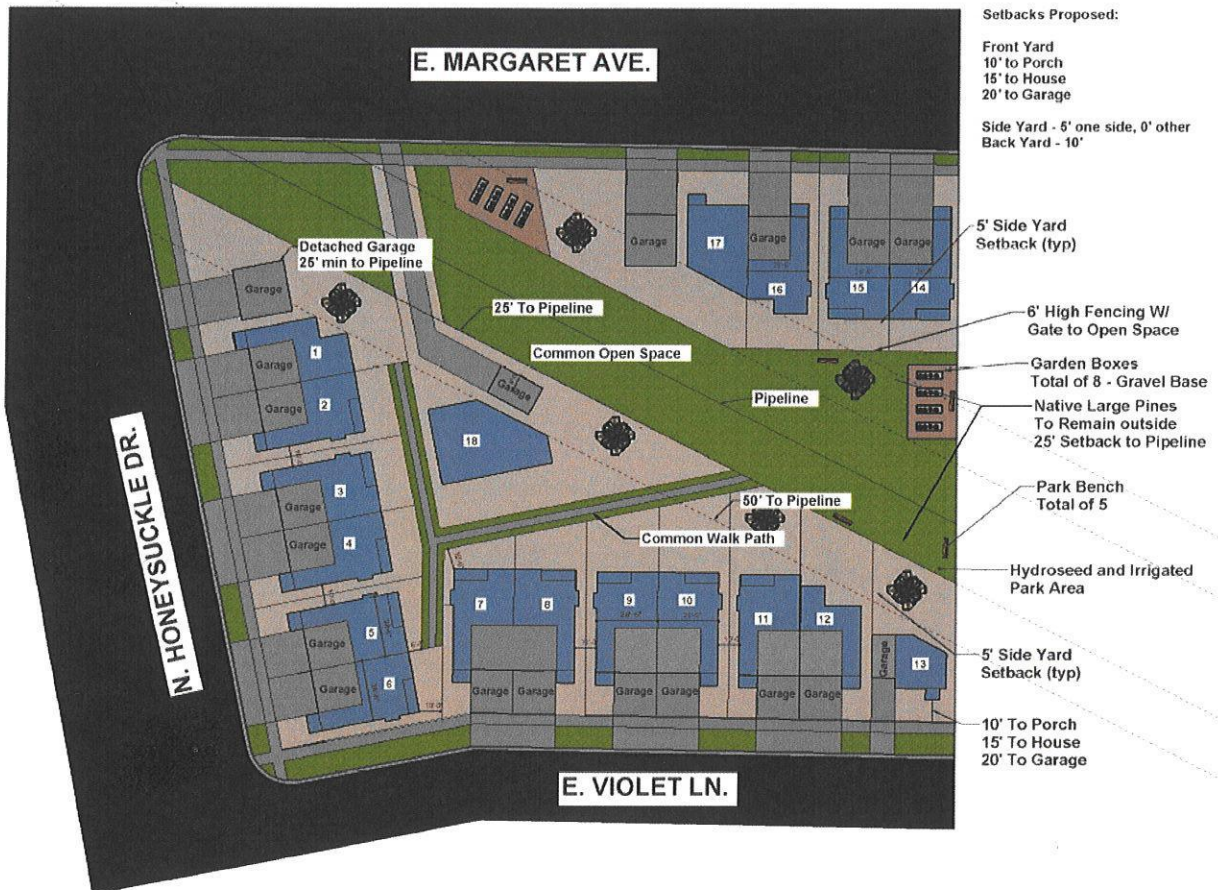 Setbacks Proposed:
Front Yard
10' to Porch
15' to House
20' to Garage
Side Yard - 5' one side, 0' other
Back Yard - 10'
E. MARGARET AVE.
N. HONEYSUCKLE DR.
E. VIOLET LN.
Detached Garage
25' min to Pipeline
25' To Pipeline
Common Open Space
Pipeline
50' To Pipeline
Common Walk Path
5' Side Yard
Setback (typ)
6' High Fencing W/
Gate to Open Space
Garden Boxes
Total of 8 - Gravel Base
Native Large Pines
To Remain outside
25' Setback to Pipeline
Park Bench
Total of 5
Hydroseed and Irrigated
Park Area
5' Side Yard
Setback (typ)
10' To Porch
15' To House
20' To Garage
Garage
17
Garage
16
Garage
Garage
15
14
Garage
Garage
1
Garage
2
Garage
18
Garage
3
Garage
4
Garage
5
Garage
6
7
8
Garage
Garage
9
10
Garage
Garage
11
12
Garage
Garage
Garage
13